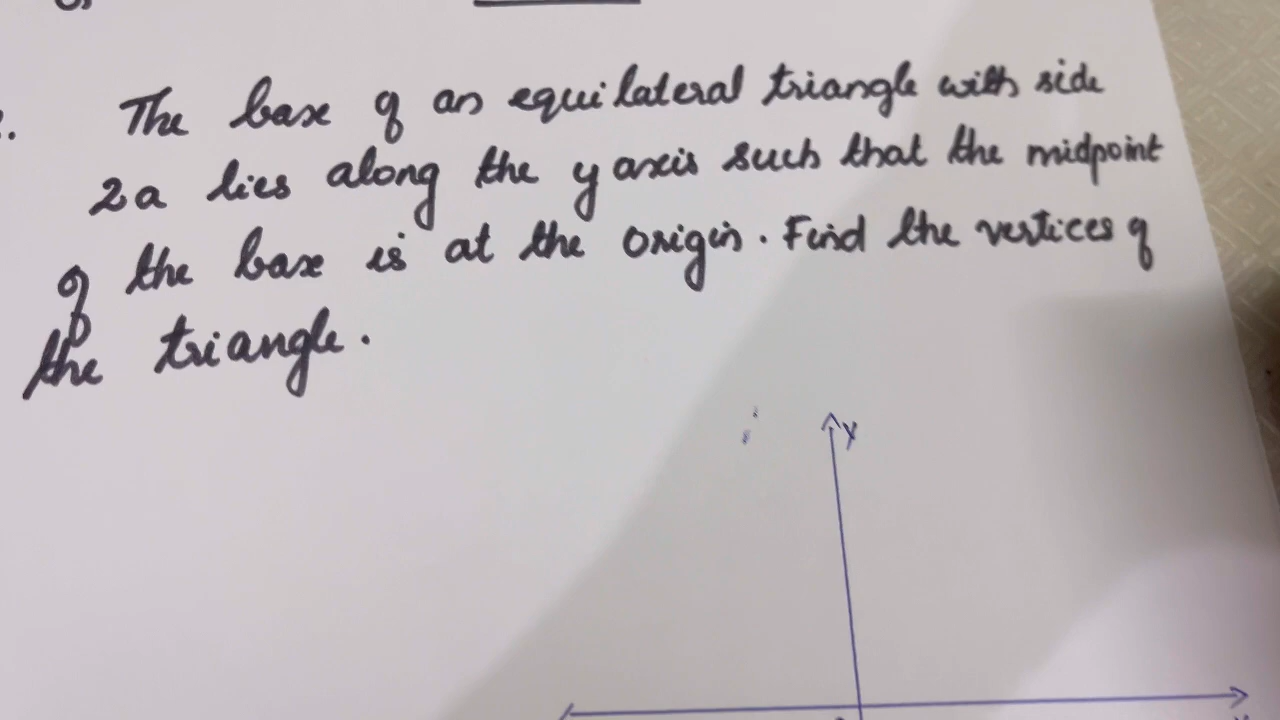 The base of an equilateral triangle with side
2a lies along the y axis such that the midpoint
of the base is at the origin. Find the vertices of
the triangle.
Y